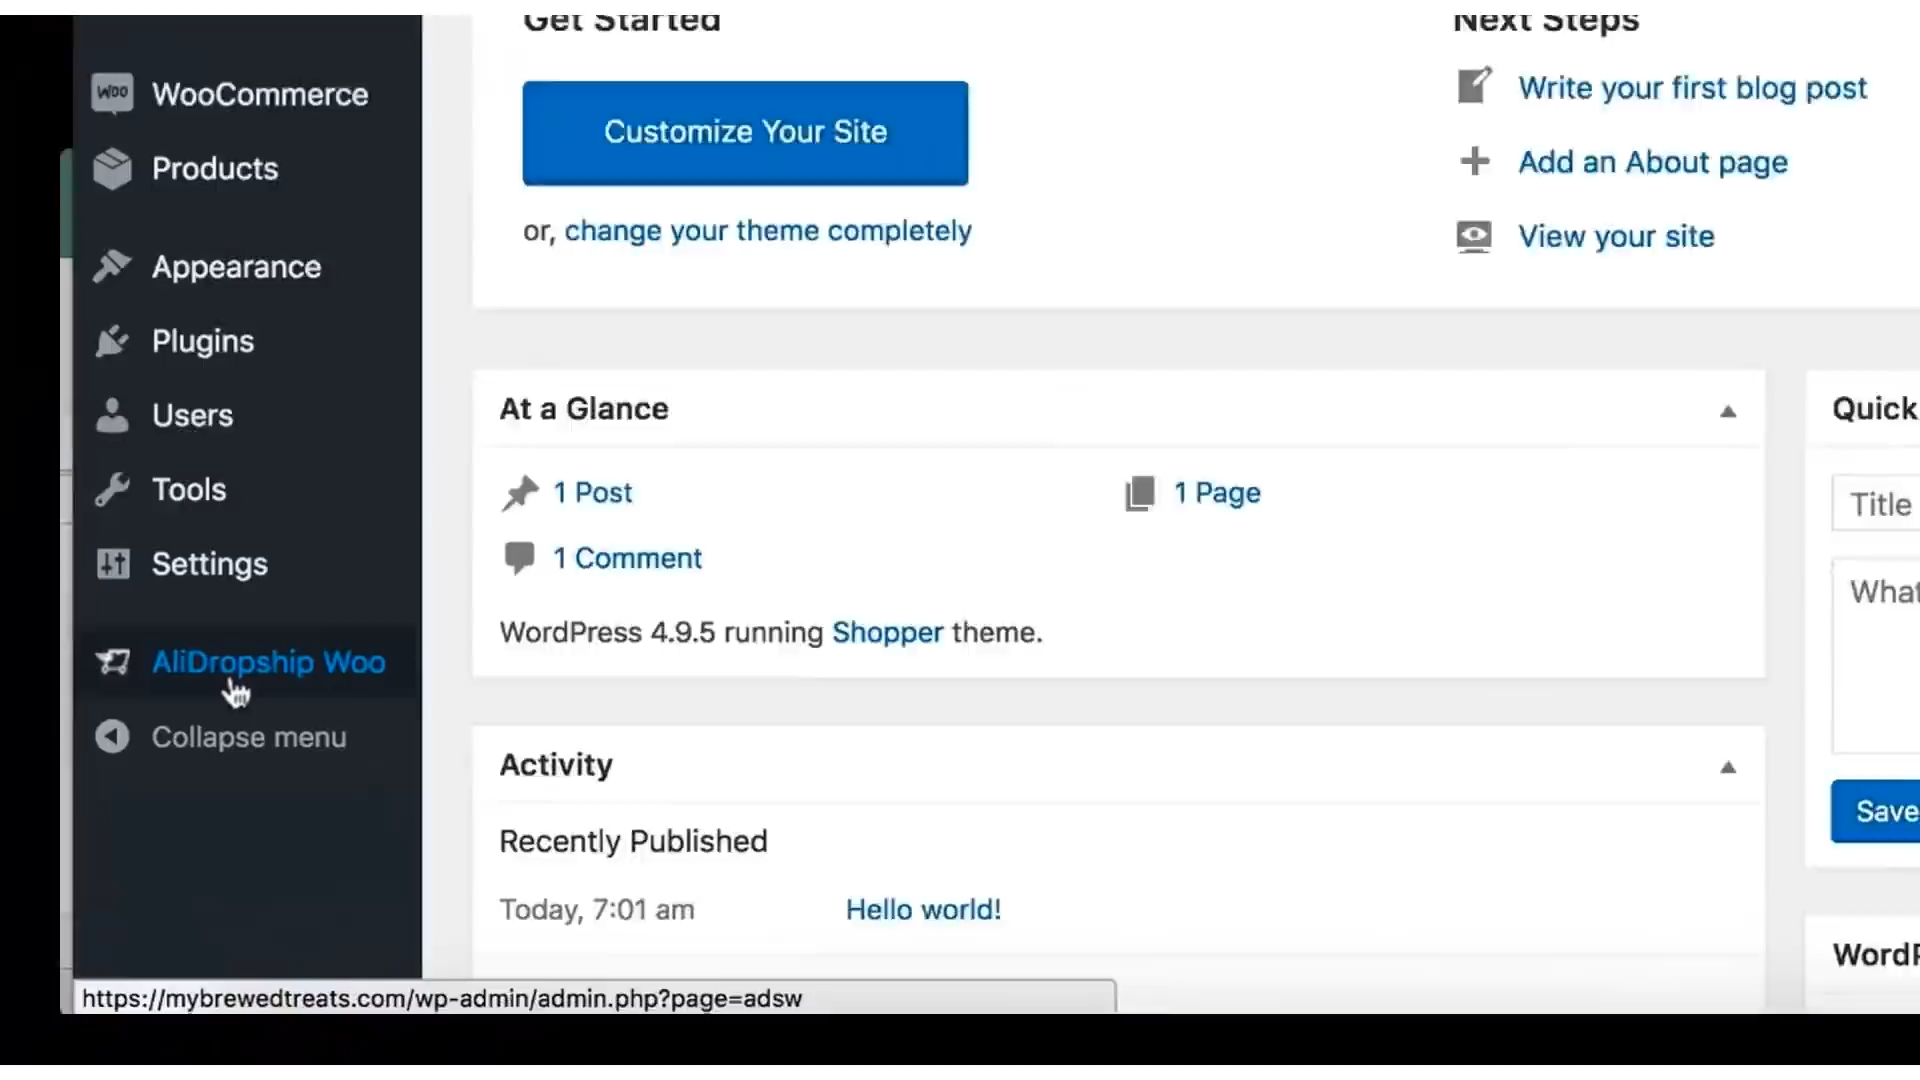 Get Started
Next Steps
WOO WooCommerce
Products
Appearance
Plugins
Users
Tools
Settings
AliDropship Woo
Collapse menu
Customize Your Site
or, change your theme completely
Write your first blog post
Add an About page
View your site
At a Glance
1 Post
1 Page
1 Comment
WordPress 4.9.5 running Shopper theme.
Activity
Recently Published
Today, 7:01 am Hello world!
Quick
Title
What
Save
WordP
https://mybrewedtreats.com/wp-admin/admin.php?page=adsw